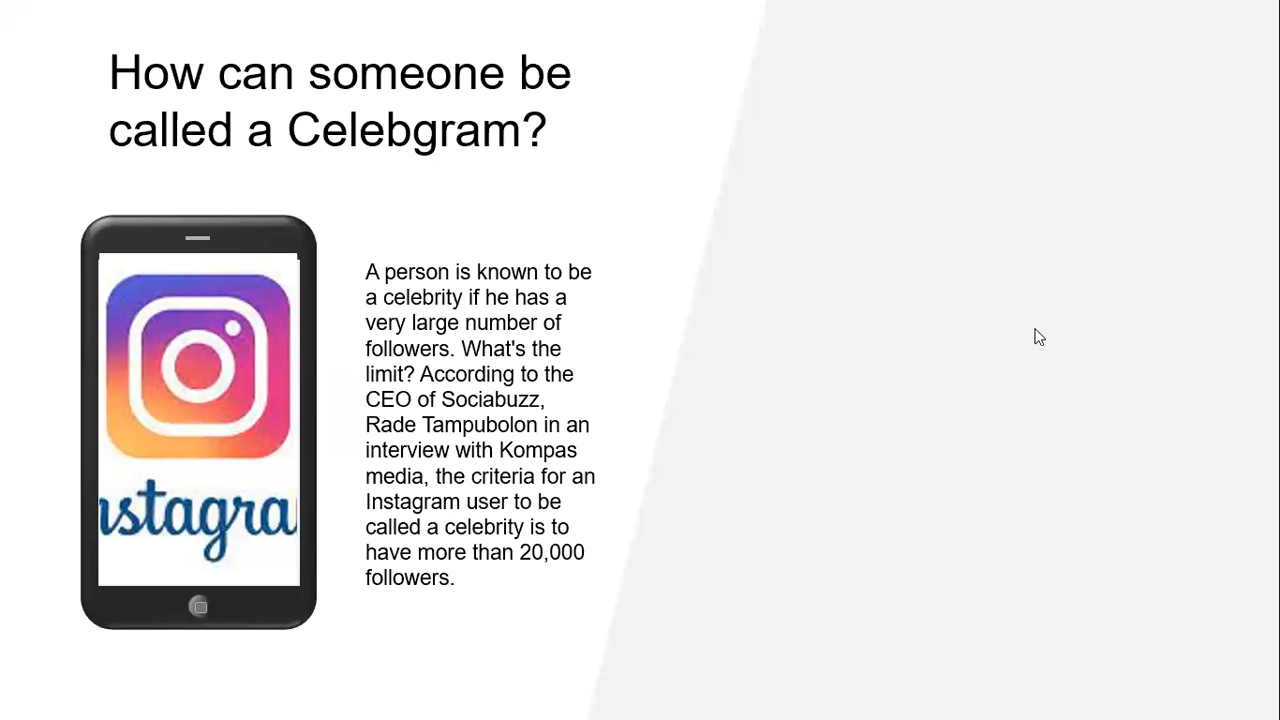 How can someone be
called a Celebgram?
nstagra
A person is known to be
a celebrity if he has a
very large number of
followers. What's the
limit? According to the
CEO of Sociabuzz,
Rade Tampubolon in an
interview with Kompas
media, the criteria for an
Instagram user to be
called a celebrity is to
have more than 20,000
followers.